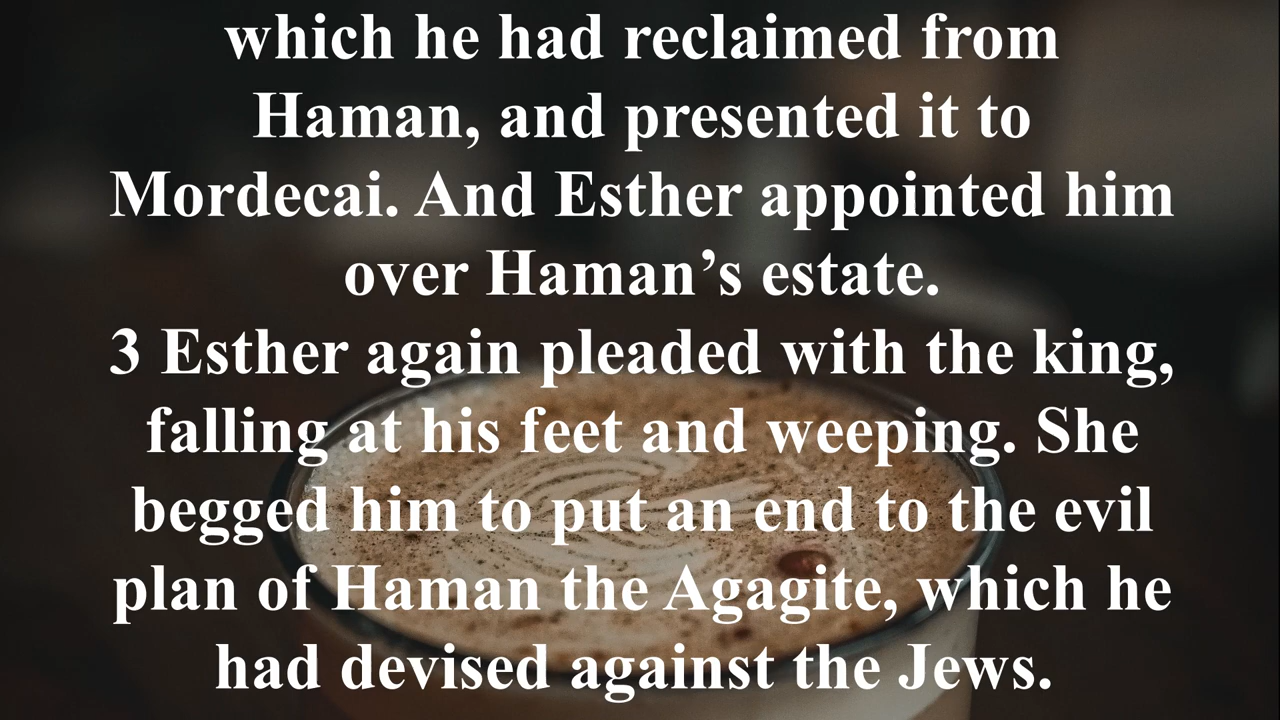 which he had reclaimed from
Haman, and presented it to
Mordecai. And Esther appointed him
over Haman’s estate.
3 Esther again pleaded with the king,
falling at his feet and weeping. She
begged him to put an end to the evil
plan of Haman the Agagite, which he
had devised against the Jews.